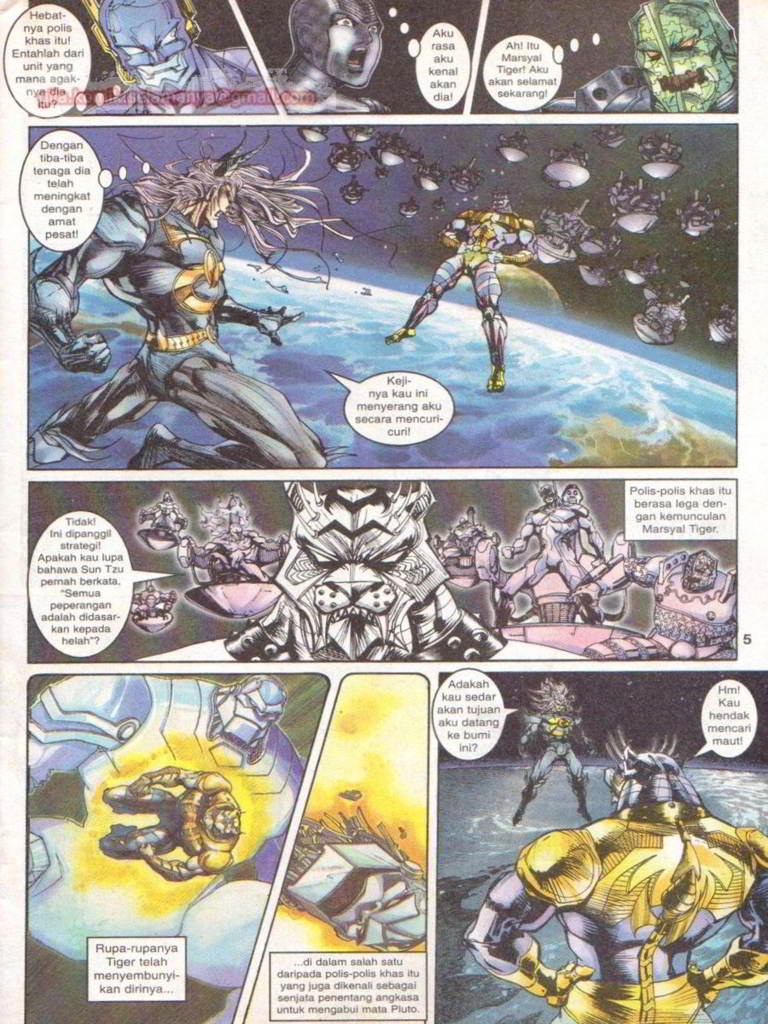 Hebat-
nya polis
khas itu!
Entahlah dari
unit yang
mana agak-
nya dia
itu?
Aku
rasa
aku
kenal
akan
dia!
Ah! Itu
Marsyal
Tiger! Aku
akan selamat
sekarang!
Dengan
tiba-tiba
tenaga dia
telah
meningkat
dengan
amat
pesat!
Keji-
nya kau ini
menyerang aku
secara mencuri-
curi!
Tidak!
Ini dipanggil
strategi!
Apakah kau lupa
bahawa Sun Tzu
pernah berkata,
"Semua
peperangan
adalah didasar-
kan kepada
helah"?
Polis-polis khas itu
berasa lega den-
gan kemunculan
Marsyal Tiger.
5
Rupa-rupanya
Tiger telah
menyembunyi-
kan dirinya...
...di dalam salah satu
daripada polis-polis khas itu
yang juga dikenali sebagai
senjata penentang angkasa
untuk mengabui mata Pluto.
Adakah
kau sedar
akan tujuan
aku datang
ke bumi
ini?
Hm!
Kau
hendak
mencari
maut!